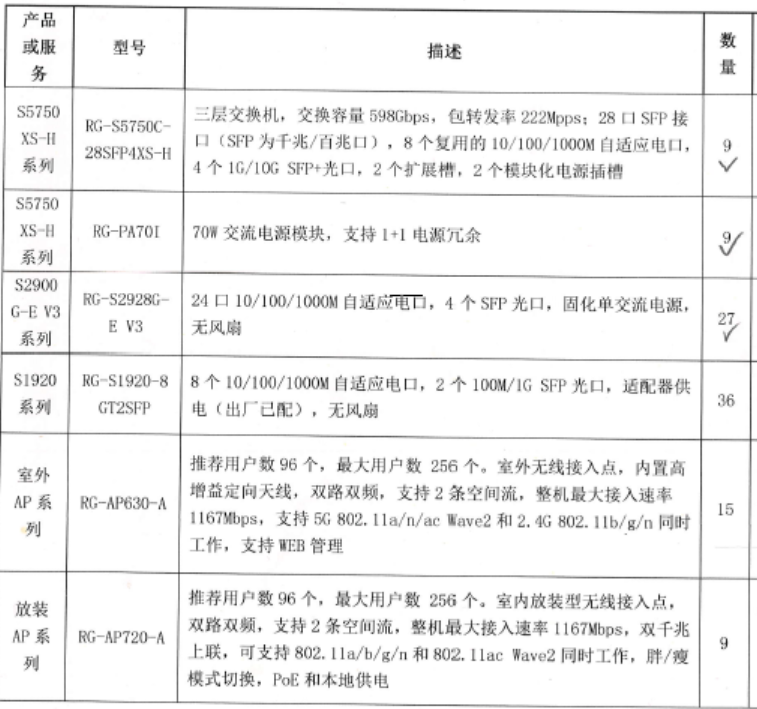 产品
或服
务
型号
描述
数
量
S5750
XS-H
系列
RG-S5750C-
28SFP4XS-H
三层交换机，交换容量 598Gbps，包转发率 222Mpps；28 口 SFP 接
口（SFP 为千兆/百兆口），8 个复用的 10/100/1000M 自适应电口，
4 个 1G/10G SFP+光口，2 个扩展槽，2 个模块化电源插槽
9
S5750
XS-H
系列
RG-PA70I
70W 交流电源模块，支持 1+1 电源冗余
9
S2900
G-E V3
系列
RG-S2928G-
E V3
24 口 10/100/1000M 自适应电口，4 个 SFP 光口，固化单交流电源，
无风扇
27
S1920
系列
RG-S1920-8
GT2SFP
8 个 10/100/1000M 自适应电口，2 个 100M/1G SFP 光口，适配器供
电（出厂已配），无风扇
36
室外
AP 系
列
RG-AP630-A
推荐用户数 96 个，最大用户数 256 个。室外无线接入点，内置高
增益定向天线，双路双频，支持 2 条空间流，整机最大接入速率
1167Mbps，支持 5G 802.11a/n/ac Wave2 和 2.4G 802.11b/g/n 同时
工作，支持 WEB 管理
15
放装
AP 系
列
RG-AP720-A
推荐用户数 96 个，最大用户数 256 个。室内放装型无线接入点，
双路双频，支持 2 条空间流，整机最大接入速率 1167Mbps，双千兆
上联，可支持 802.11a/b/g/n 和 802.11ac Wave2 同时工作，胖/瘦
模式切换，PoE 和本地供电
9